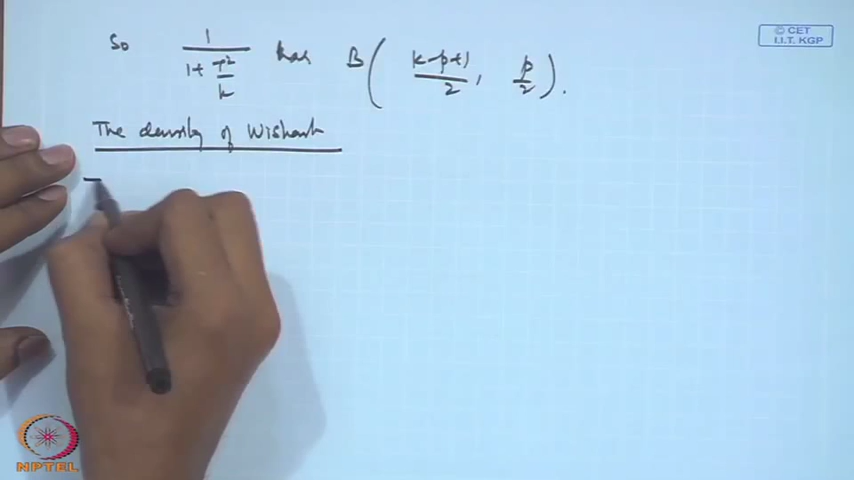 © CET
I.I.T. KGP
So 1/(1+ T²/k) has B( (k-p+1)/2, p/2 ).
The density of Wishart
NPTEL